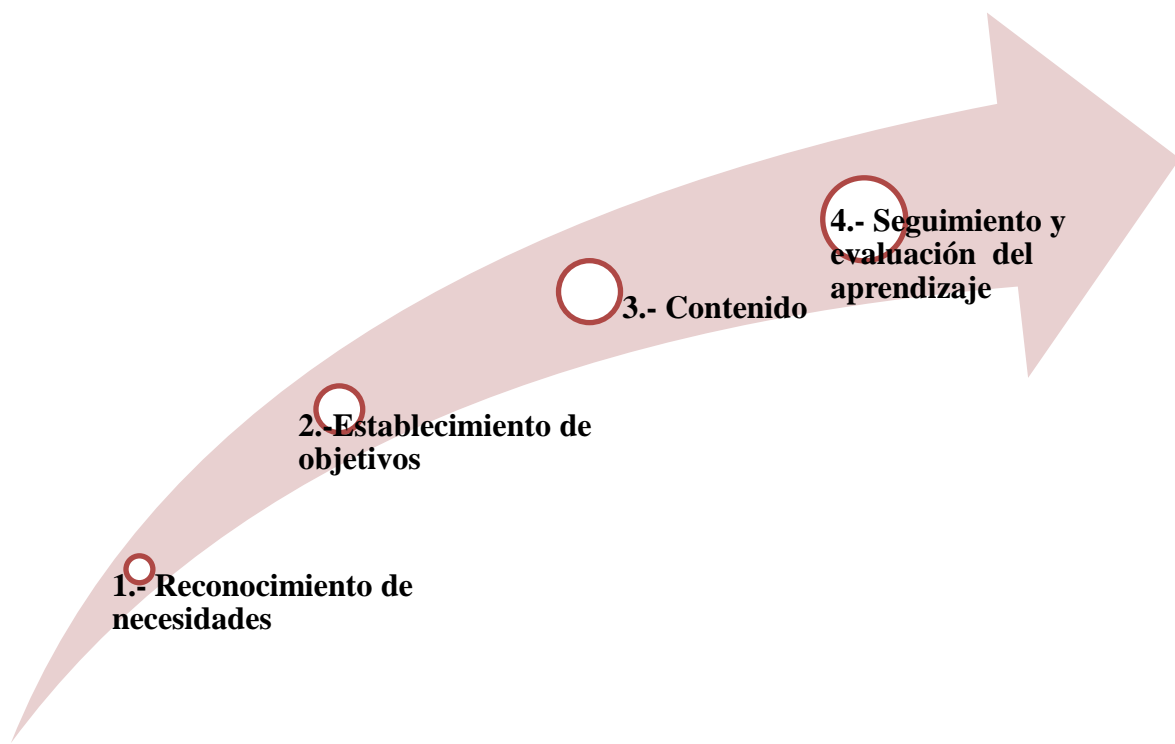 1.- Reconocimiento de
necesidades
2.-Establecimiento de
objetivos
3.- Contenido
4.- Seguimiento y
evaluación  del
aprendizaje